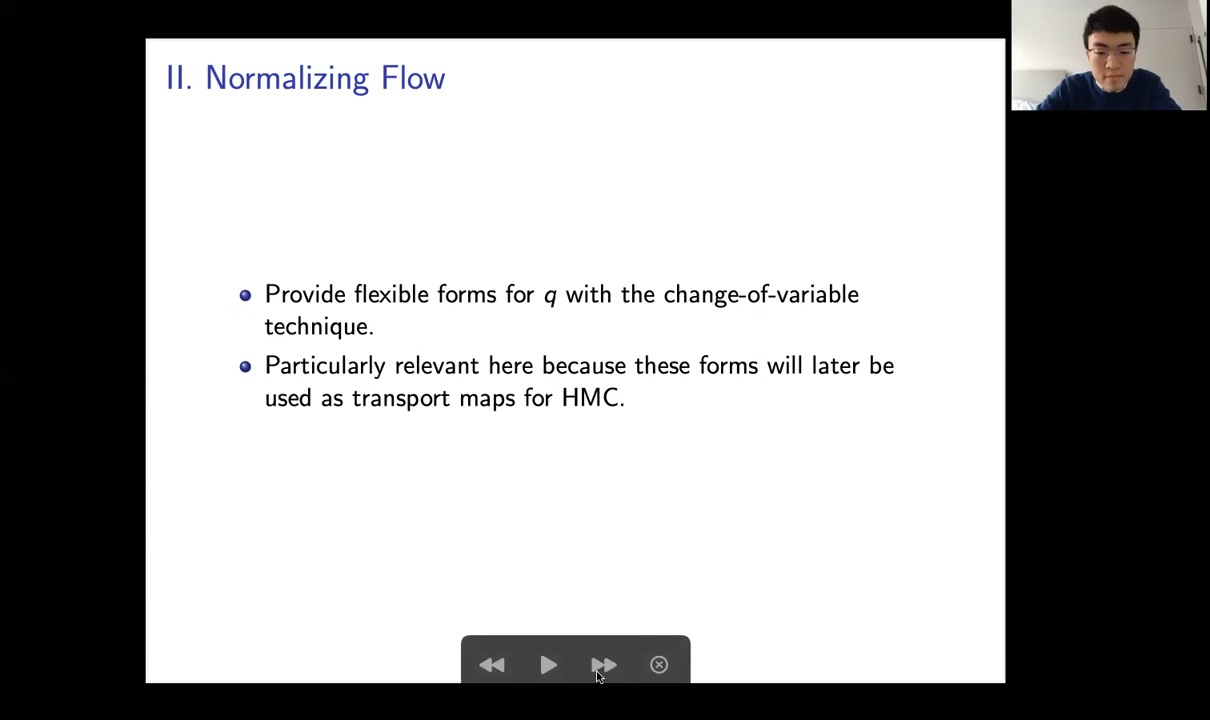 II. Normalizing Flow
Provide flexible forms for q with the change-of-variable
technique.
Particularly relevant here because these forms will later be
used as transport maps for HMC.